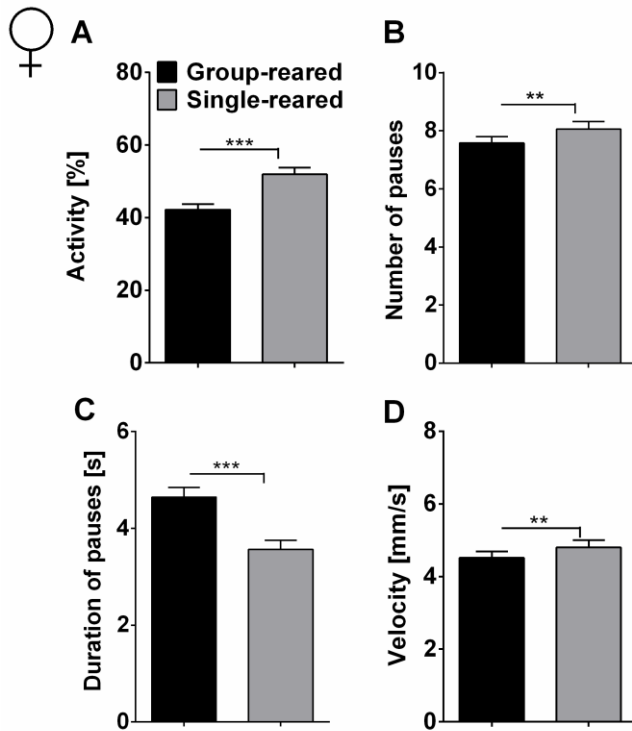 A
Activity [%]
80
60
40
20
0
Group-reared
Single-reared
***
B
Number of pauses
10
8
6
4
2
0
**
C
Duration of pauses [s]
6
4
2
0
***
D
Velocity [mm/s]
8
6
4
2
0
**